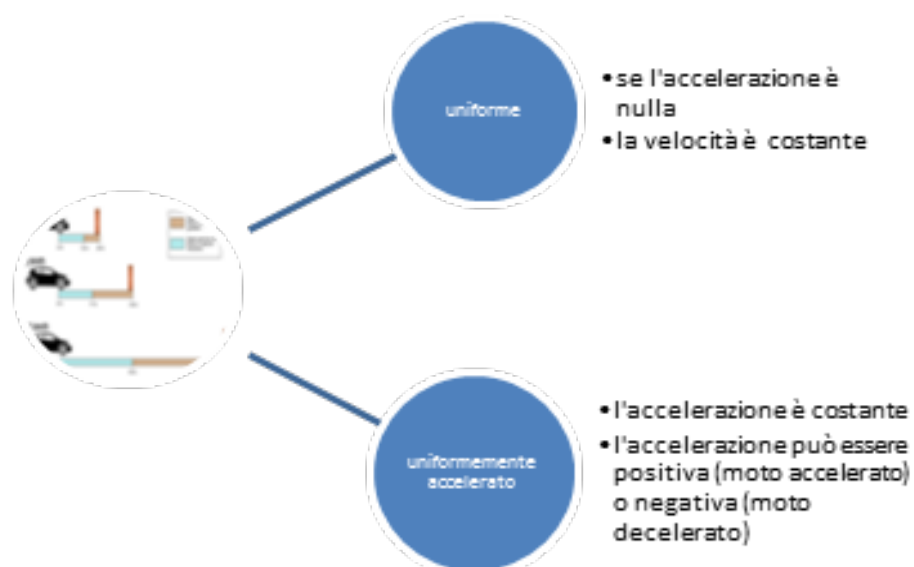 uniforme
• se l'accelerazione è
nulla
• la velocità è costante
uniformemente
accelerato
• l'accelerazione è costante
• l'accelerazione può essere
positiva (moto accelerato)
o negativa (moto
decelerato)